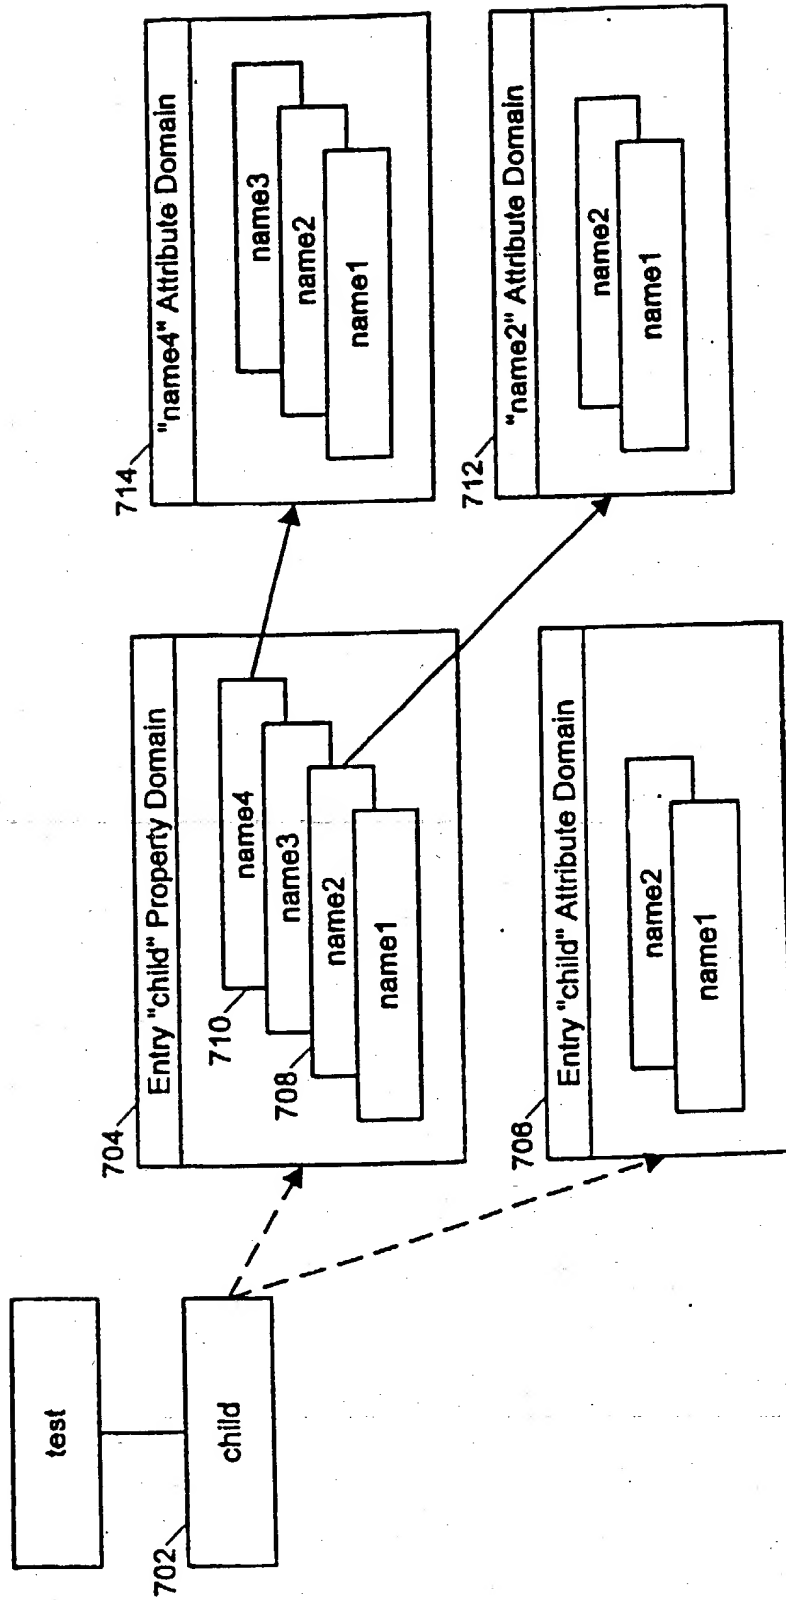 test
702
child
704
Entry "child" Property Domain
710
name4
name3
708
name2
name1
706
Entry "child" Attribute Domain
name2
name1
714
"name4" Attribute Domain
name3
name2
name1
712
"name2" Attribute Domain
name2
name1